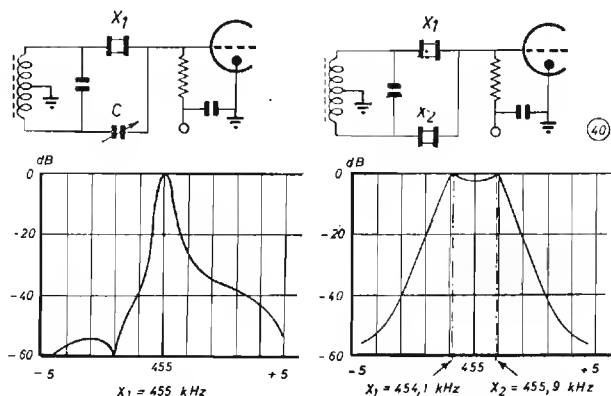 X1
C
X1
X2
40
dB
0
-20
-40
-60
-5
455
+5
X1 = 455 kHz
dB
0
-20
-40
-60
-5
455
+5
X1 = 454,1 kHz
X2 = 455,9 kHz